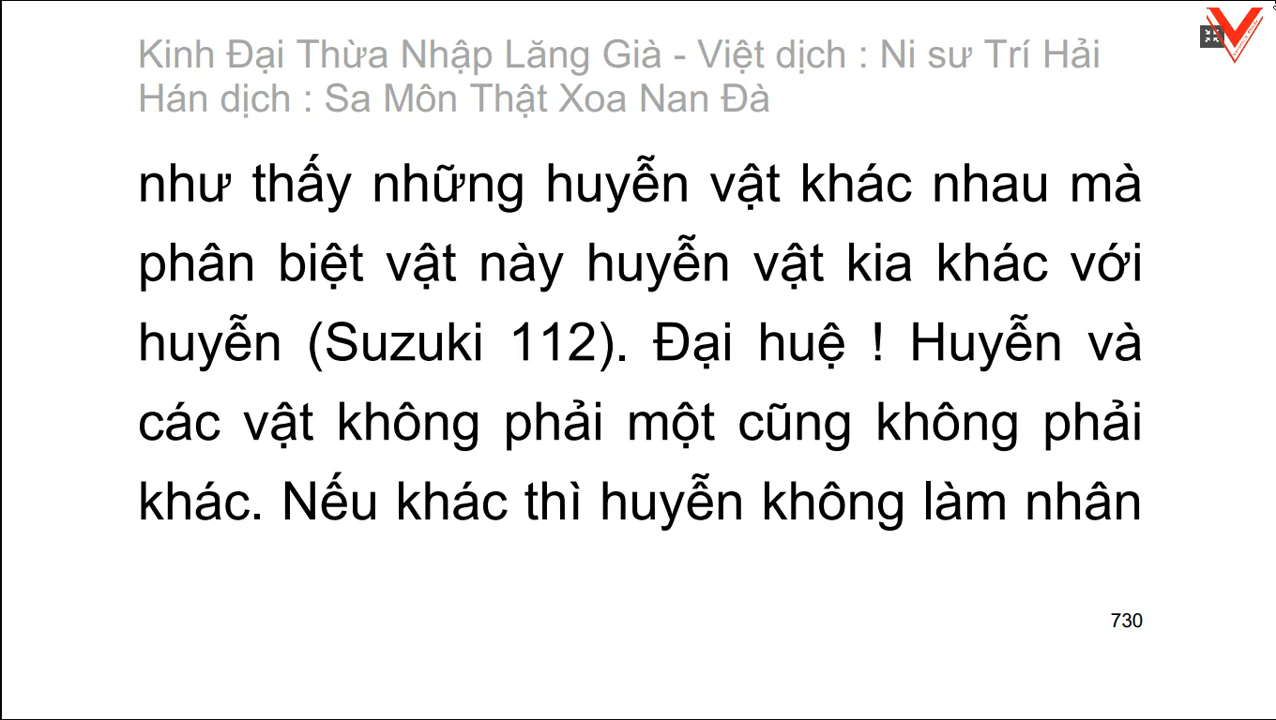 Kinh Đại Thừa Nhập Lăng Già - Việt dịch : Ni sư Trí Hải
Hán dịch : Sa Môn Thật Xoa Nan Đà
như thấy những huyễn vật khác nhau mà
phân biệt vật này huyễn vật kia khác với
huyễn (Suzuki 112). Đại huệ ! Huyễn và
các vật không phải một cũng không phải
khác. Nếu khác thì huyễn không làm nhân
730